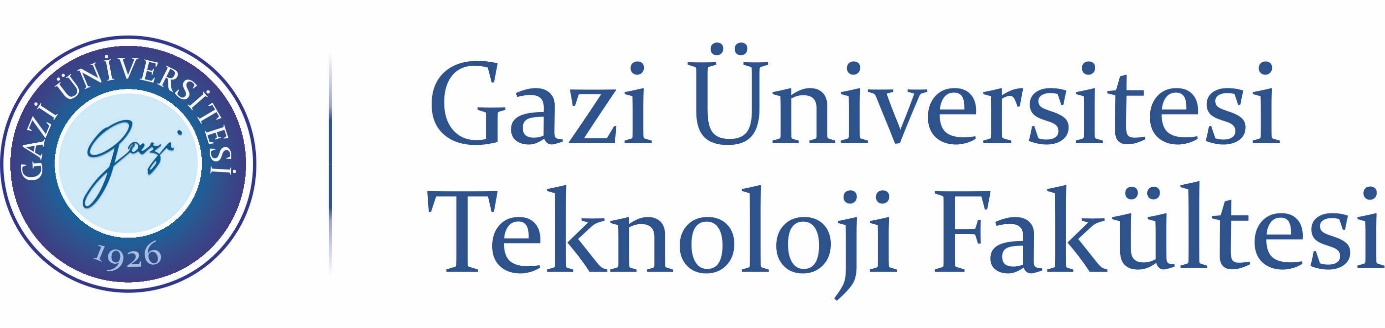 GAZİ ÜNİVERSİTESİ
gazi
1926
Gazi Üniversitesi
Teknoloji Fakültesi